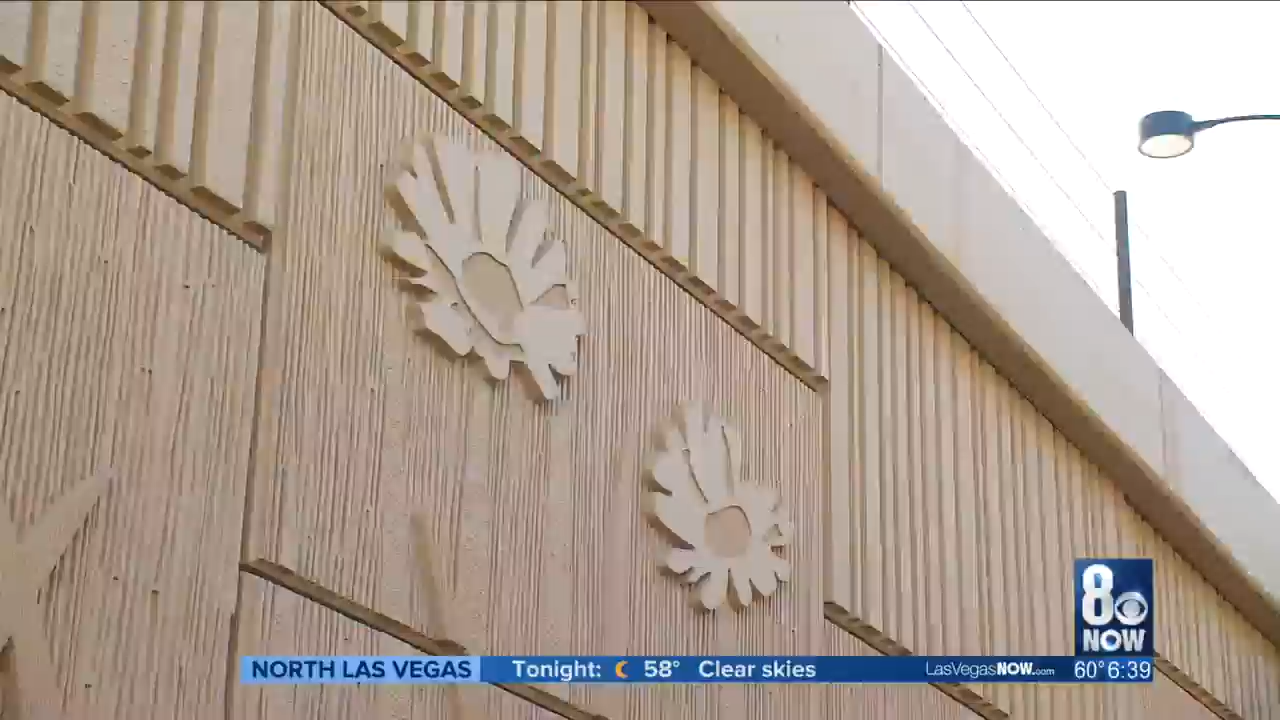 8
NOW
NORTH LAS VEGAS Tonight: 58° Clear skies LasVegasNOW.com 60° 6:39